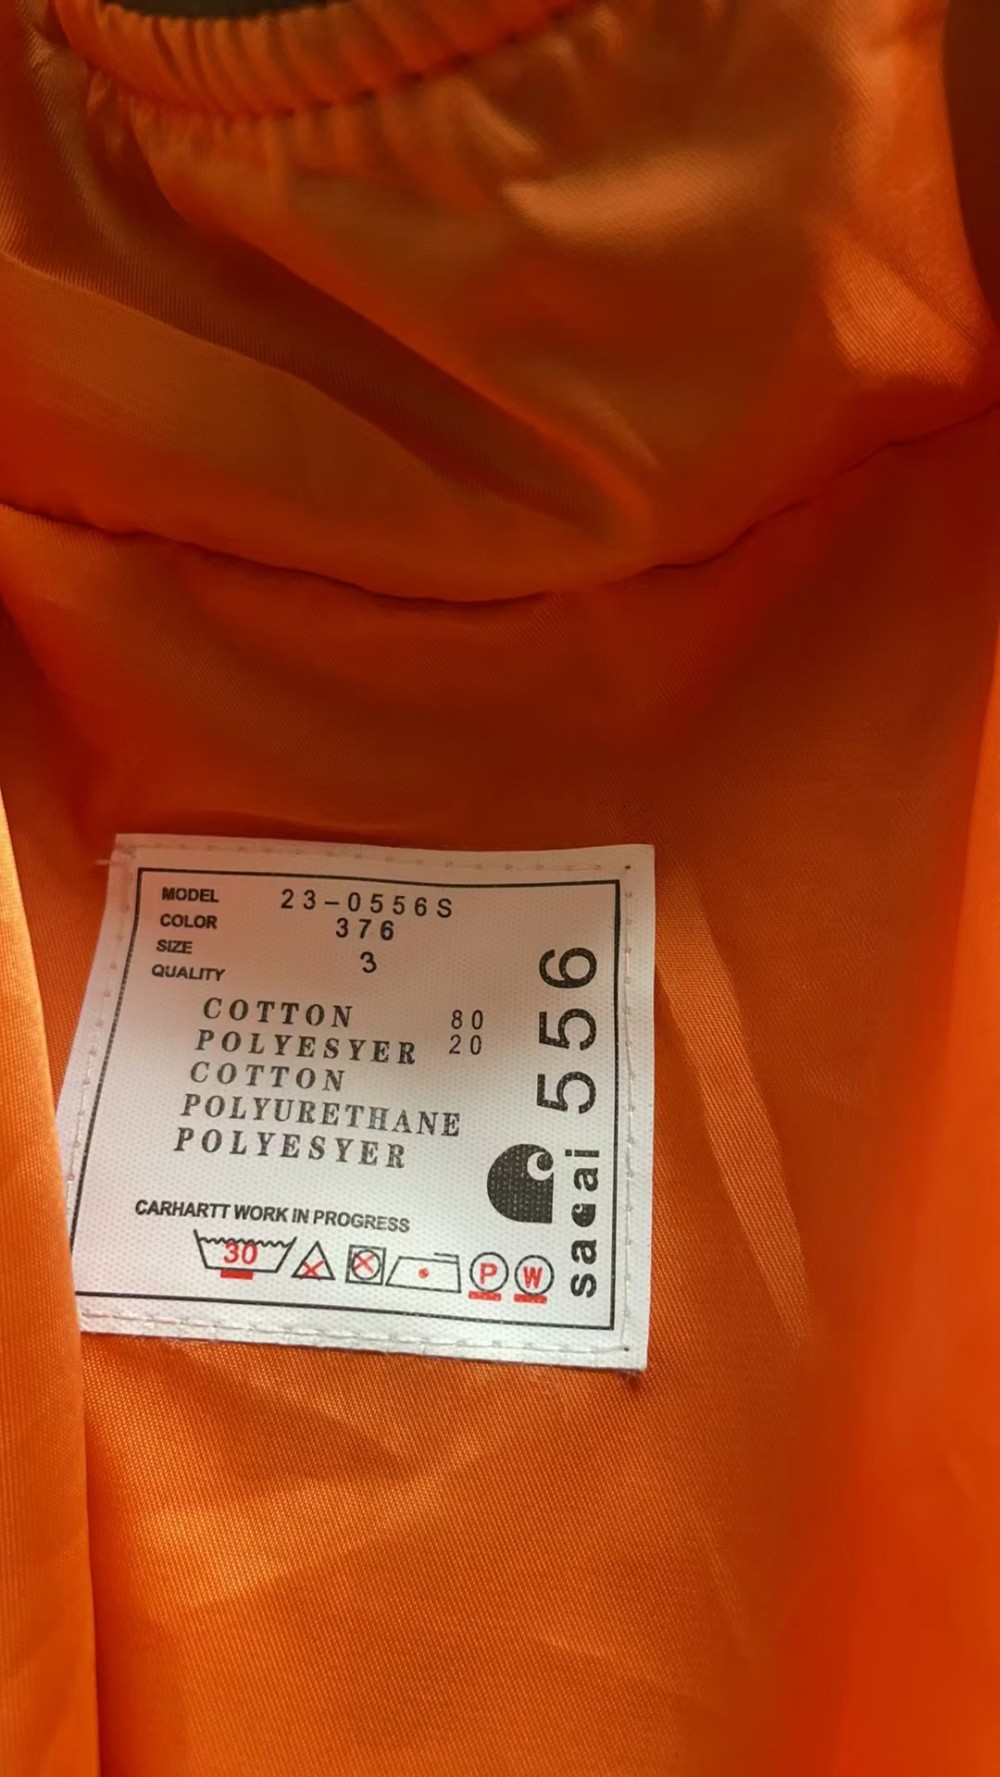 MODEL 23-0556S
COLOR 376
SIZE 3
QUALITY
COTTON 80
POLYESYER 20
COTTON
POLYURETHANE
POLYESYER
CARHARTT WORK IN PROGRESS
30 P W
sacai 556